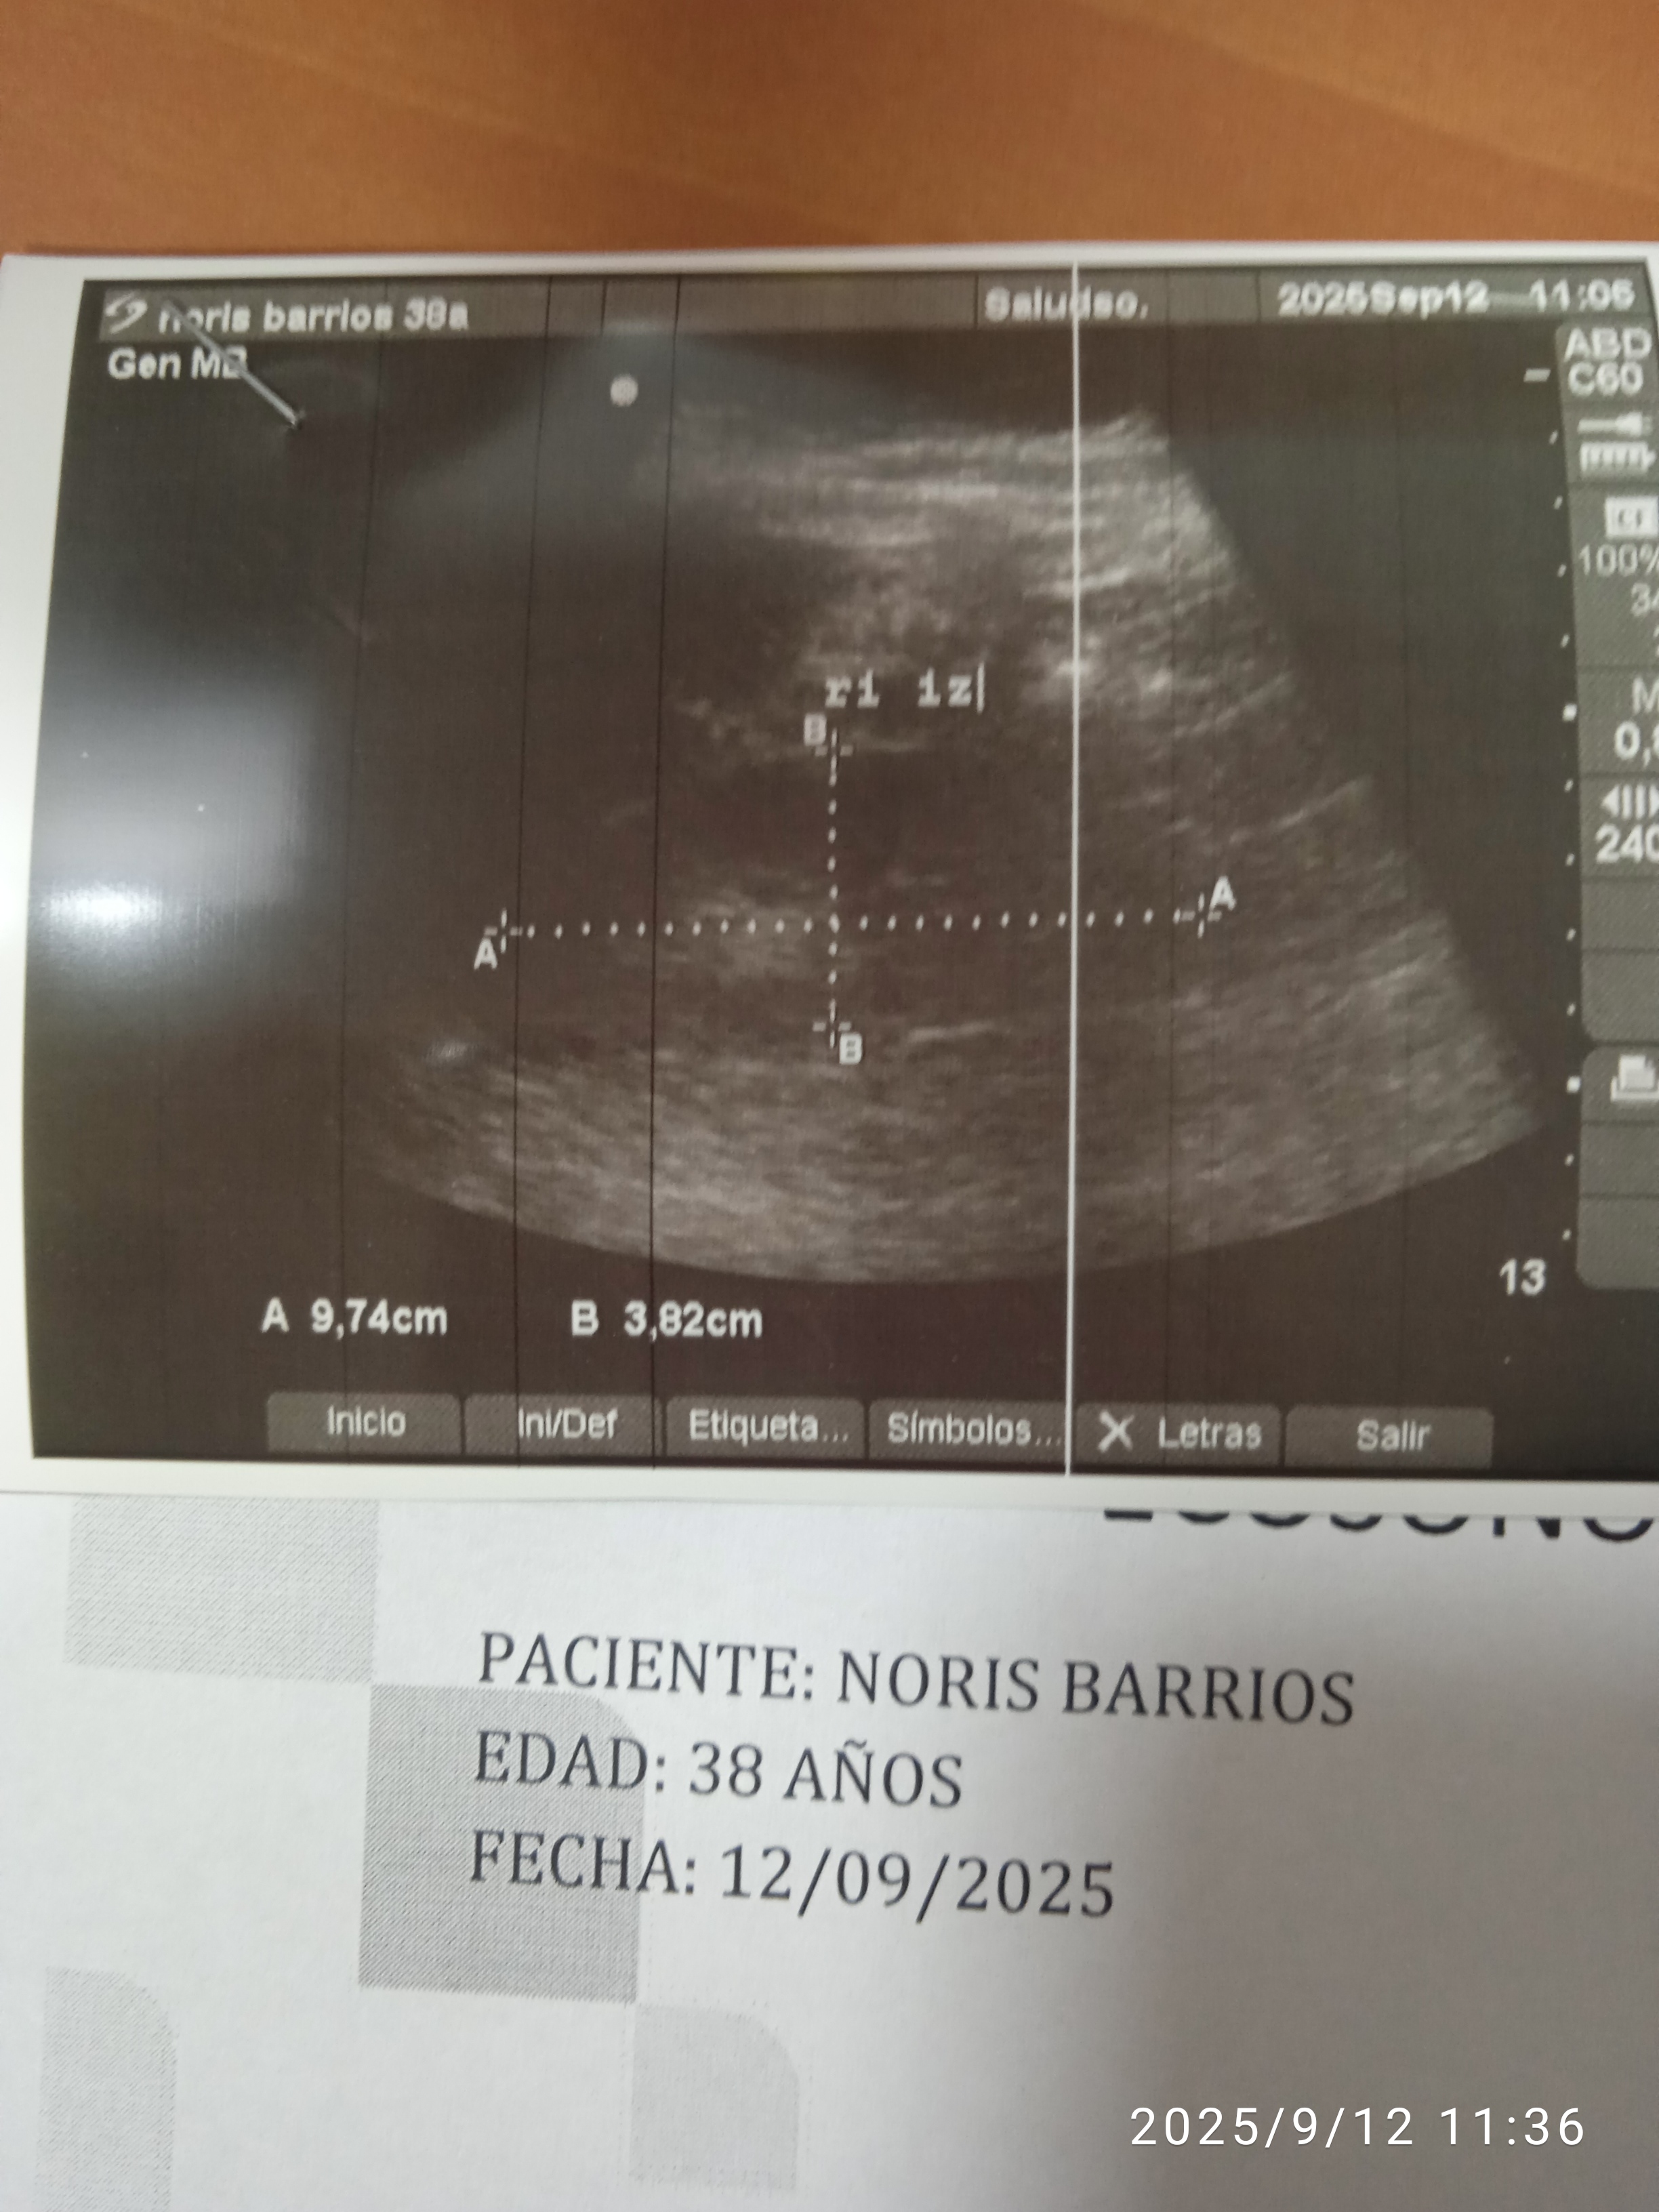 noris barrios 38a Saludso. 2025Sep12 11:06
Gen MB
ABD
C60
100%
ri iz
B
M
0,8
240
A
A
B
13
A 9,74cm B 3,82cm
Inicio Ini/Def Etiqueta... Símbolos... X Letras Salir
PACIENTE: NORIS BARRIOS
EDAD: 38 AÑOS
FECHA: 12/09/2025
2025/9/12 11:36